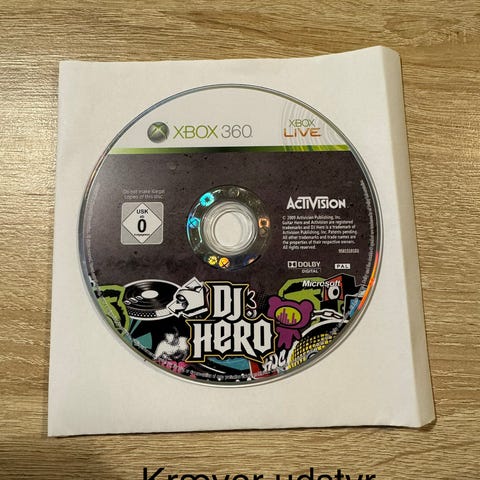 XBOX 360
XBOX
LIVE
Do not make illegal
copies of this disc.
USK
ab
0
ACTIVISION
© 2009 Activision Publishing, Inc.
Guitar Hero and Activision are registered
trademarks and DJ Hero is a trademark of
Activision Publishing, Inc. Patents pending.
All other trademarks and trade names are
the properties of their respective owners.
All rights reserved.
DOLBY
DIGITAL
PAL
Microsoft
DJ
HERO
Kræver udstyr